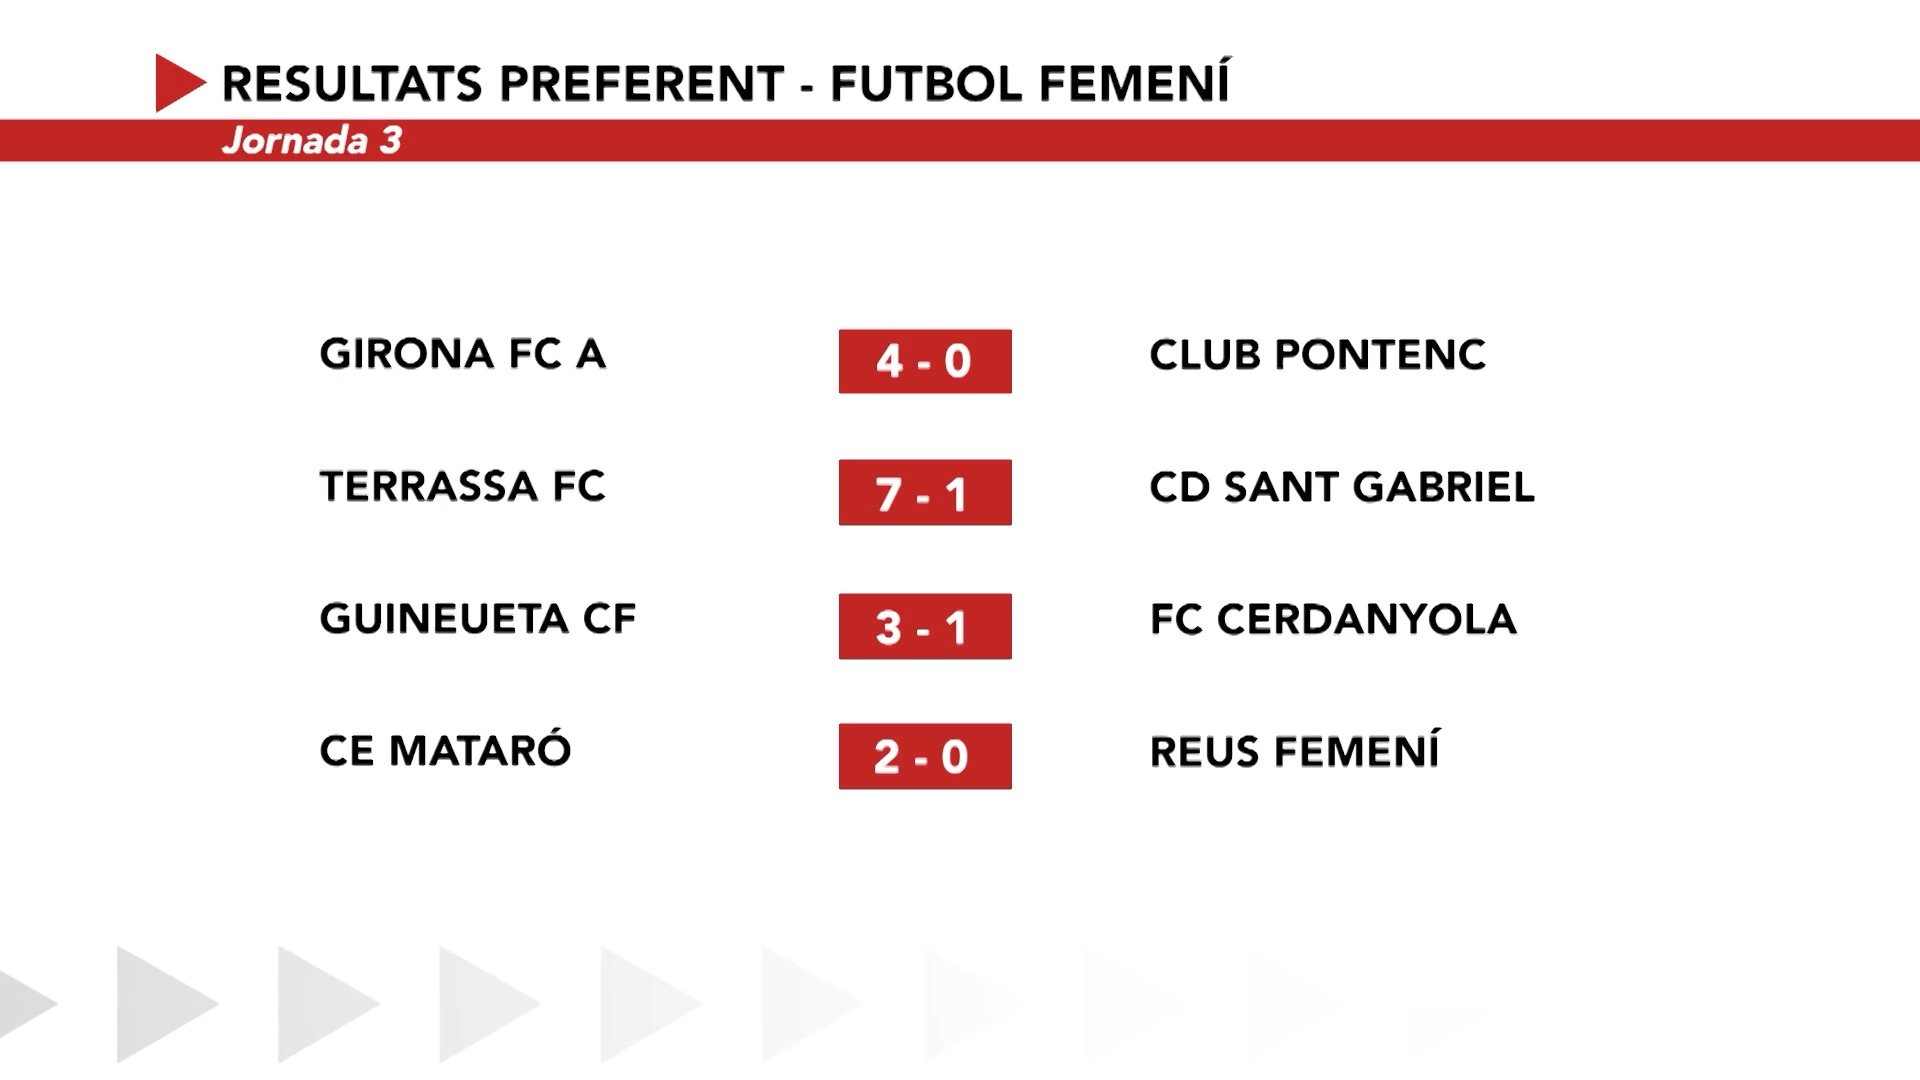 RESULTATS PREFERENT - FUTBOL FEMENÍ
Jornada 3
GIRONA FC A 4 - 0 CLUB PONTENC
TERRASSA FC 7 - 1 CD SANT GABRIEL
GUINEUETA CF 3 - 1 FC CERDANYOLA
CE MATARÓ 2 - 0 REUS FEMENÍ